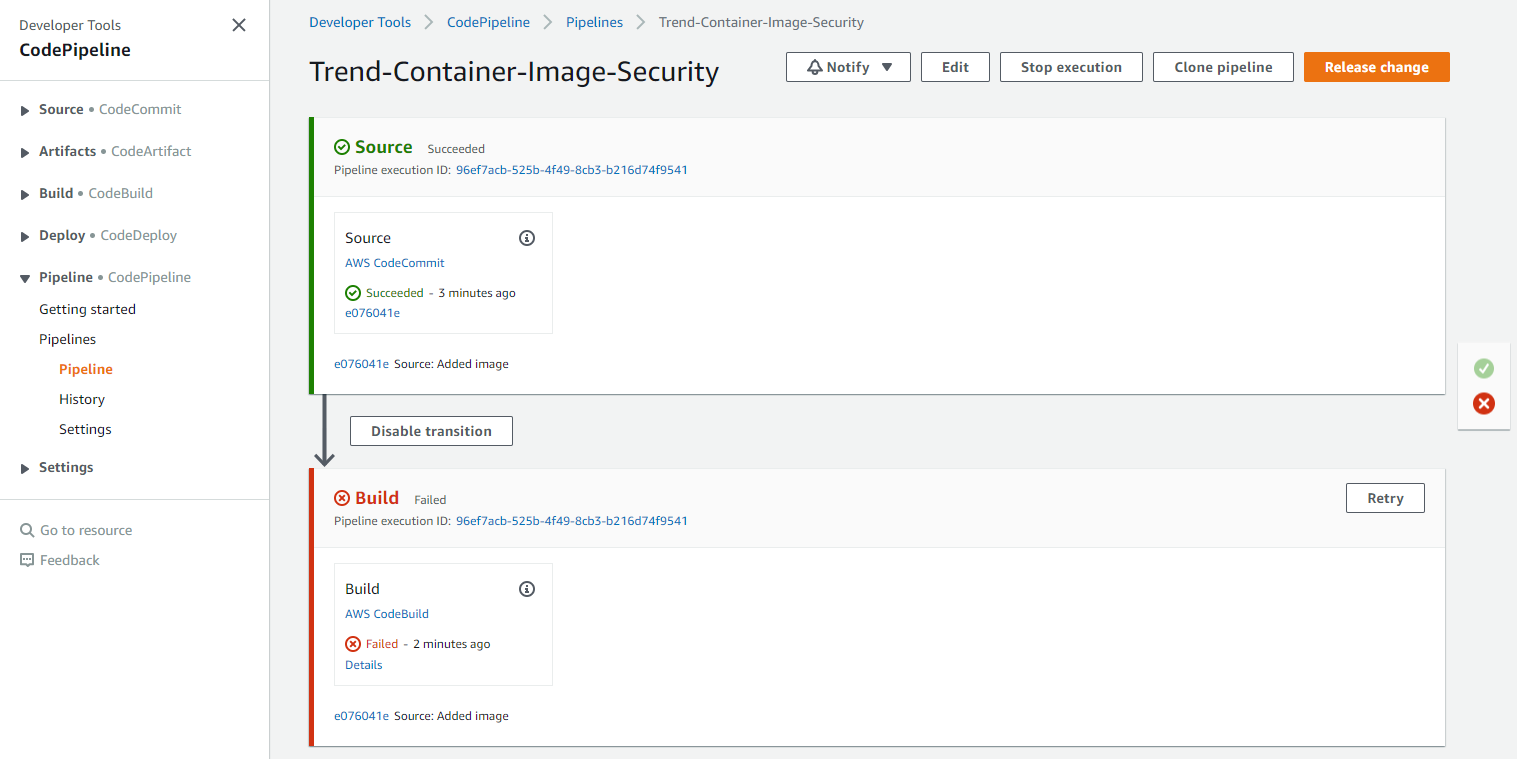 Developer Tools
CodePipeline
Source • CodeCommit
Artifacts • CodeArtifact
Build • CodeBuild
Deploy • CodeDeploy
Pipeline • CodePipeline
Getting started
Pipelines
Pipeline
History
Settings
Settings
Go to resource
Feedback
Developer Tools > CodePipeline > Pipelines > Trend-Container-Image-Security
Trend-Container-Image-Security
Notify ▼ Edit Stop execution Clone pipeline Release change
Source Succeeded
Pipeline execution ID: 96ef7acb-525b-4f49-8cb3-b216d74f9541
Source
AWS CodeCommit
Succeeded - 3 minutes ago
e076041e
e076041e Source: Added image
Disable transition
Build Failed
Retry
Pipeline execution ID: 96ef7acb-525b-4f49-8cb3-b216d74f9541
Build
AWS CodeBuild
Failed - 2 minutes ago
Details
e076041e Source: Added image